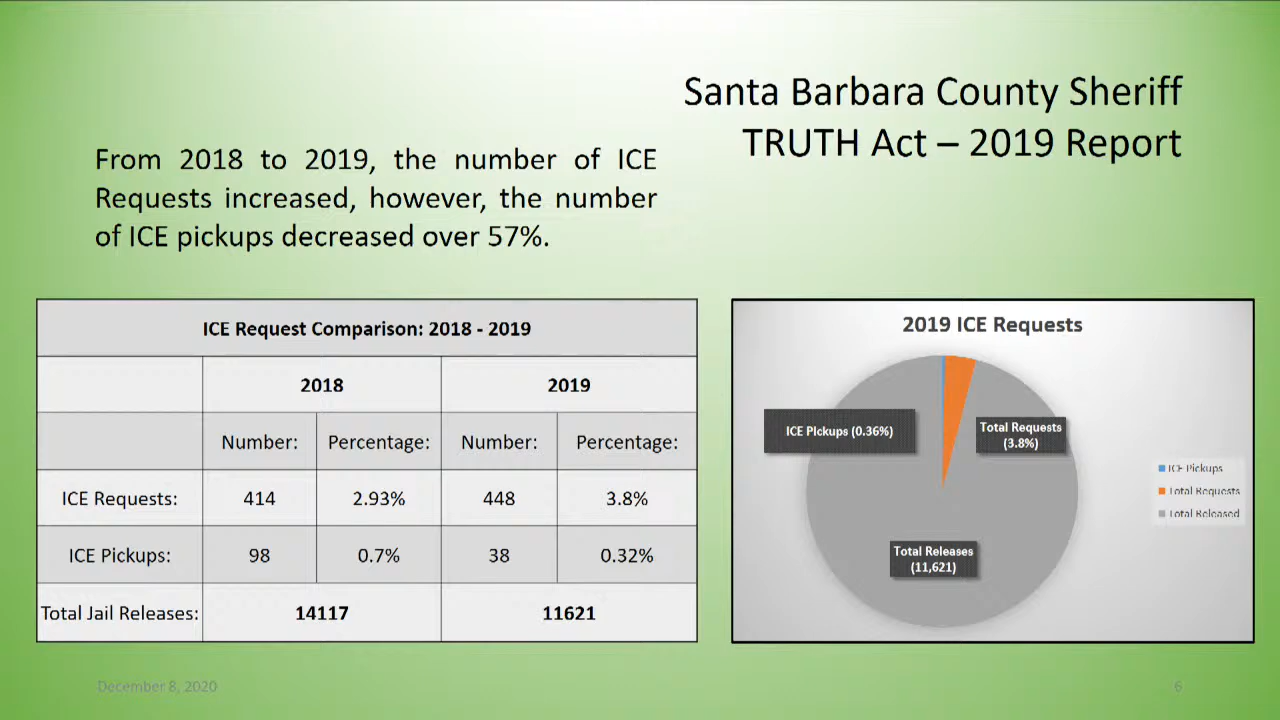 Santa Barbara County Sheriff
TRUTH Act – 2019 Report
From 2018 to 2019, the number of ICE
Requests increased, however, the number
of ICE pickups decreased over 57%.
ICE Request Comparison: 2018 - 2019
2018 2019
Number: Percentage: Number: Percentage:
ICE Requests: 414 2.93% 448 3.8%
ICE Pickups: 98 0.7% 38 0.32%
Total Jail Releases: 14117 11621
2019 ICE Requests
ICE Pickups (0.36%)
Total Requests
(3.8%)
Total Releases
(11,621)
ICE Pickups
Total Requests
Total Released
December 8, 2020
6